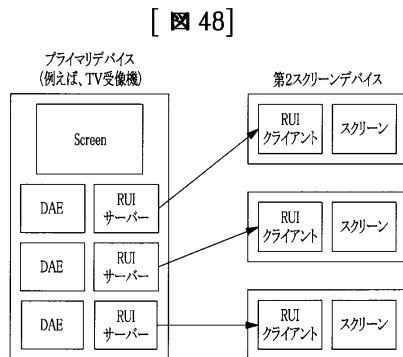 [図 48]
プライマリデバイス
(例えば、TV受像機)
第2スクリーンデバイス
Screen
RUI
クライアント
スクリーン
DAE
RUI
サーバー
RUI
クライアント
スクリーン
DAE
RUI
サーバー
DAE
RUI
サーバー
RUI
クライアント
スクリーン